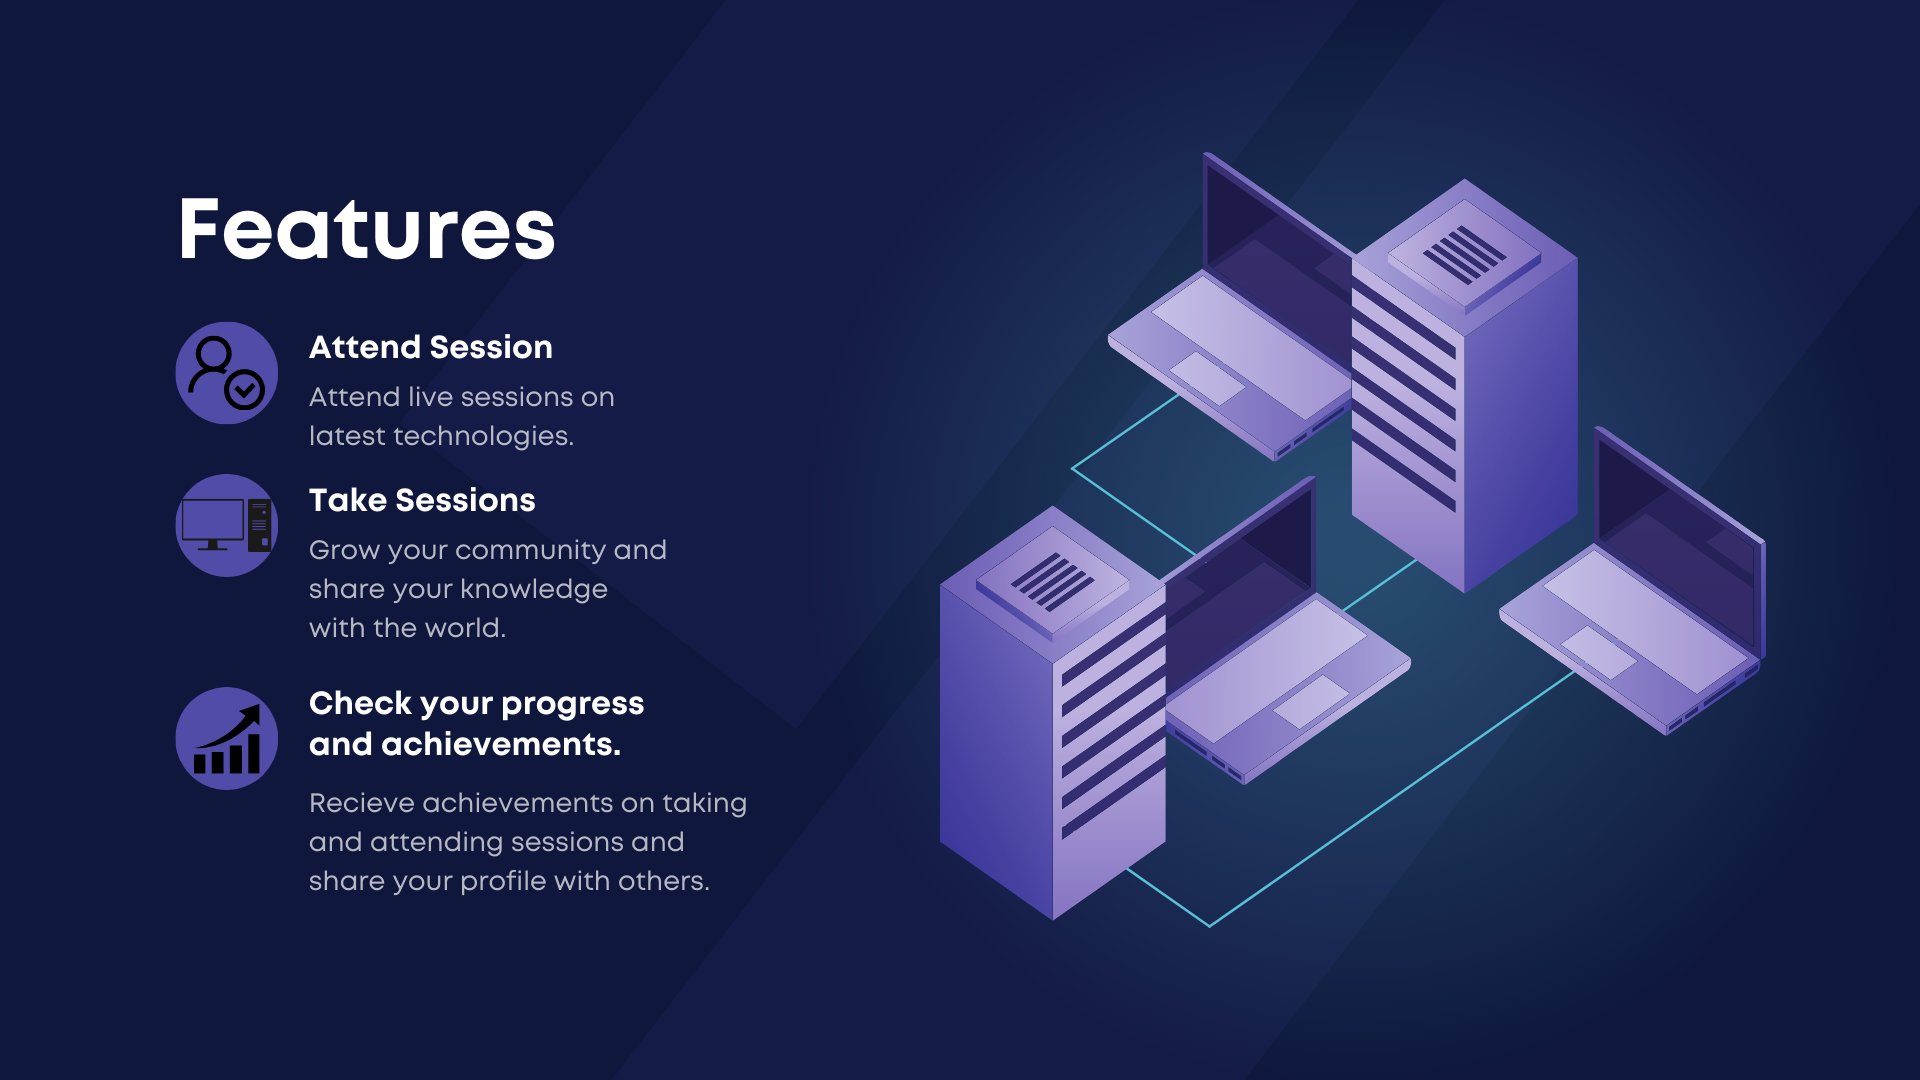 Features
Attend Session
Attend live sessions on
latest technologies.
Take Sessions
Grow your community and
share your knowledge
with the world.
Check your progress
and achievements.
Recieve achievements on taking
and attending sessions and
share your profile with others.